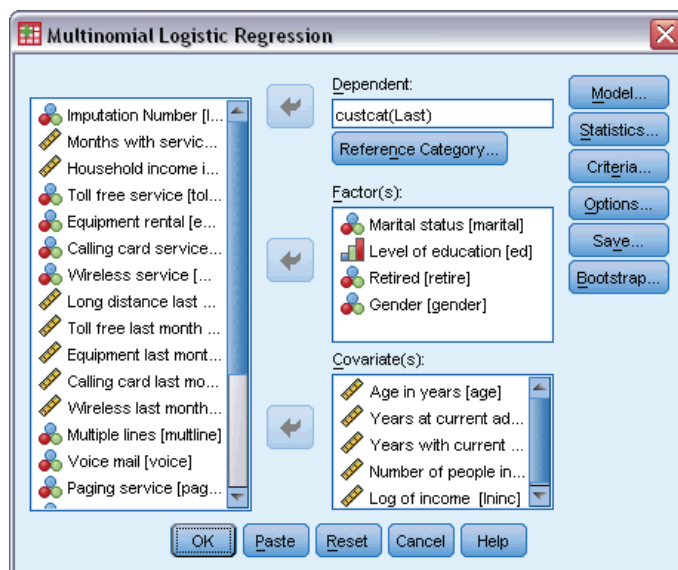 Multinomial Logistic Regression
Imputation Number [I...
Months with servic...
Household income i...
Toll free service [tol...
Equipment rental [e...
Calling card service...
Wireless service [...
Long distance last ...
Toll free last month ...
Equipment last mont...
Calling card last mo...
Wireless last month...
Multiple lines [multline]
Voice mail [voice]
Paging service [pag...
Dependent:
custcat(Last)
Reference Category...
Factor(s):
Marital status [marital]
Level of education [ed]
Retired [retire]
Gender [gender]
Covariate(s):
Age in years [age]
Years at current ad...
Years with current ...
Number of people in...
Log of income [lninc]
Model...
Statistics...
Criteria...
Options...
Save...
Bootstrap...
OK
Paste
Reset
Cancel
Help